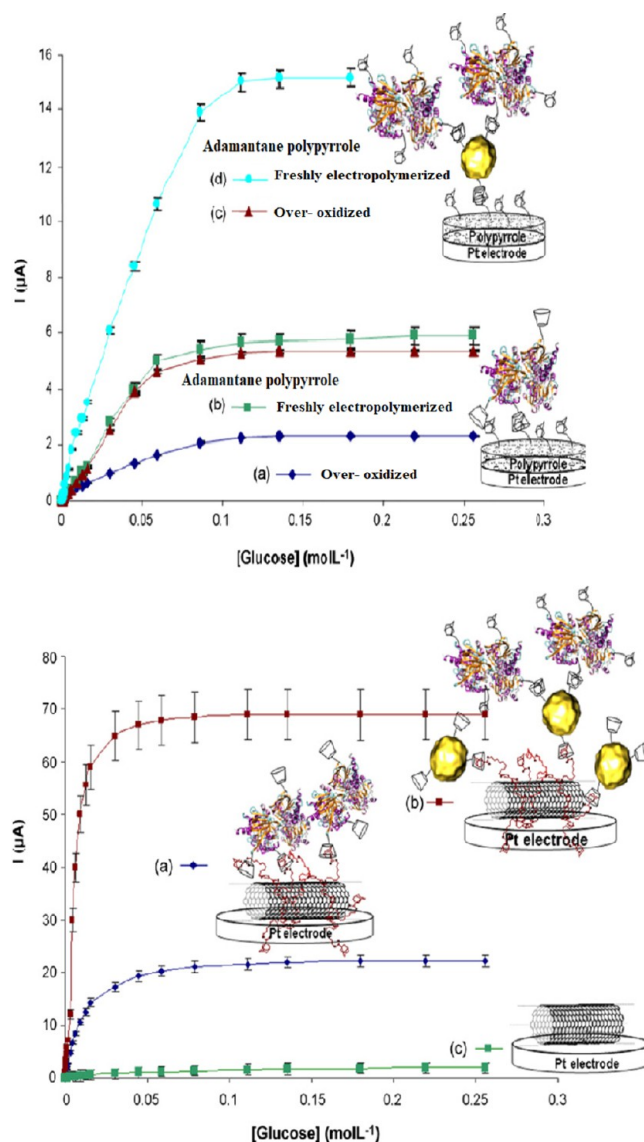 16
14
Adamantane polypyrrole
12
(d) Freshly electropolymerized
(c) Over- oxidized
10
Polypyrrole
Pt electrode
I (µA)
8
6
Adamantane polypyrrole
4
(b) Freshly electropolymerized
2
Polypyrrole
Pt electrode
(a) Over- oxidized
0
0 0.05 0.1 0.15 0.2 0.25 0.3
[Glucose] (molL-1)
80
70
60
(b)
Pt electrode
50
I (µA)
40
(a)
30
Pt electrode
20
10
(c)
Pt electrode
0
0 0.05 0.1 0.15 0.2 0.25 0.3
[Glucose] (molL-1)